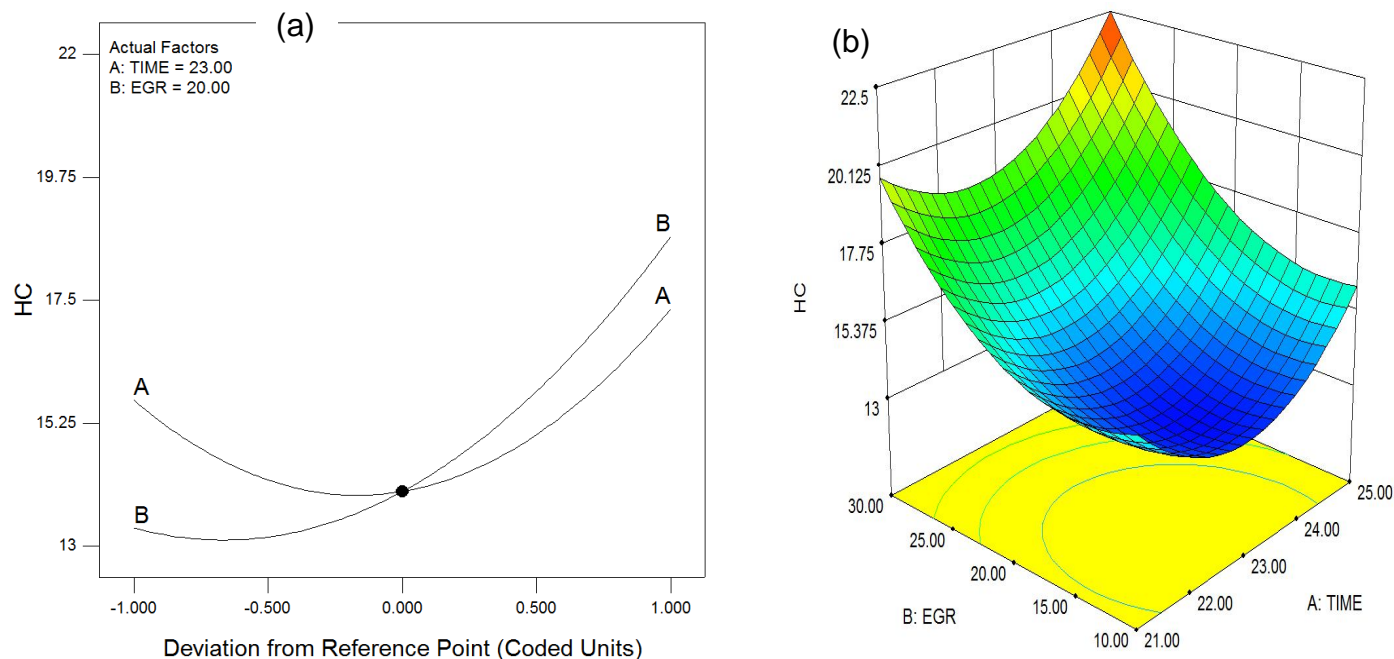 (a)
Actual Factors
A: TIME = 23.00
B: EGR = 20.00
22
19.75
17.5
15.25
13
HC
A
B
B
A
-1.000
-0.500
0.000
0.500
1.000
Deviation from Reference Point (Coded Units)
(b)
22.5
20.125
17.75
15.375
13
HC
30.00
25.00
20.00
15.00
10.00
B: EGR
21.00
22.00
23.00
24.00
25.00
A: TIME